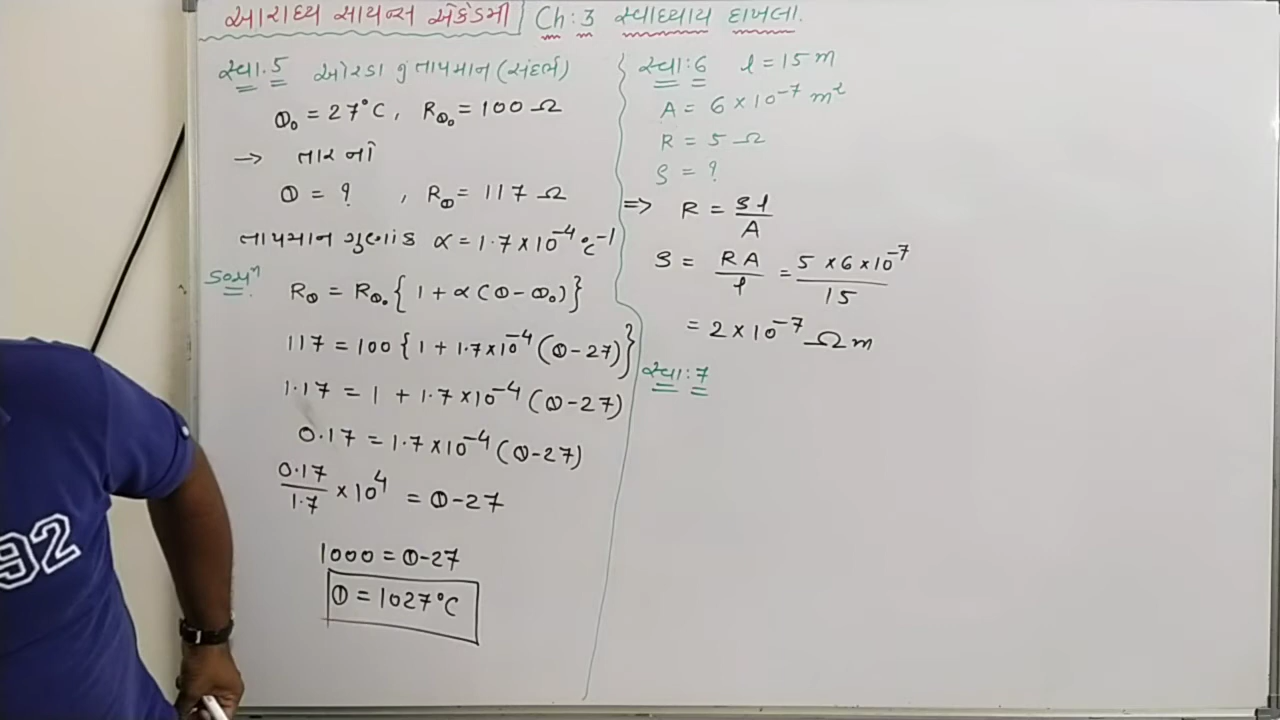 આરાધ્ય સાયન્સ એકેડમી
Ch: 3 સ્વાધ્યાય દાખલા.
સ્વા. 5 ઓરડાનું તાપમાન (સંદર્ભ)
θ₀ = 27°C, Rθ₀ = 100 Ω
→ તાર નો
θ = ? , Rθ = 117 Ω
તાપમાન ગુણાંક α = 1.7 × 10⁻⁴ °C⁻¹
Soluⁿ.
Rθ = Rθ₀ { 1 + α (θ - θ₀) }
117 = 100 { 1 + 1.7 × 10⁻⁴ (θ - 27) }
1.17 = 1 + 1.7 × 10⁻⁴ (θ - 27)
0.17 = 1.7 × 10⁻⁴ (θ - 27)
0.17/1.7 × 10⁴ = θ - 27
1000 = θ - 27
θ = 1027°C
સ્વા: 6 l = 15 m
A = 6 × 10⁻⁷ m²
R = 5 Ω
ρ = ?
⇒ R = ρl/A
ρ = RA/l = 5 × 6 × 10⁻⁷/15
= 2 × 10⁻⁷ Ωm
સ્વા: 7
92